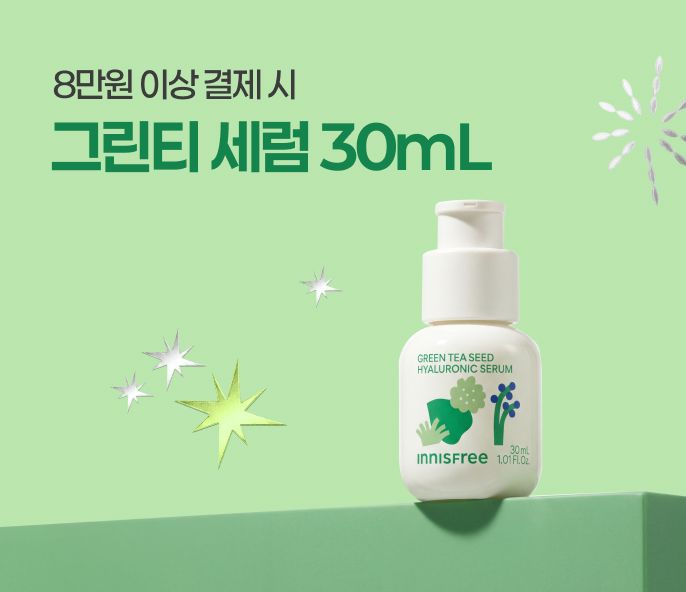 8만원 이상 결제 시
그린티 세럼 30mL
GREEN TEA SEED
HYALURONIC SERUM
innisfree
30 mL
1.01 Fl. Oz.